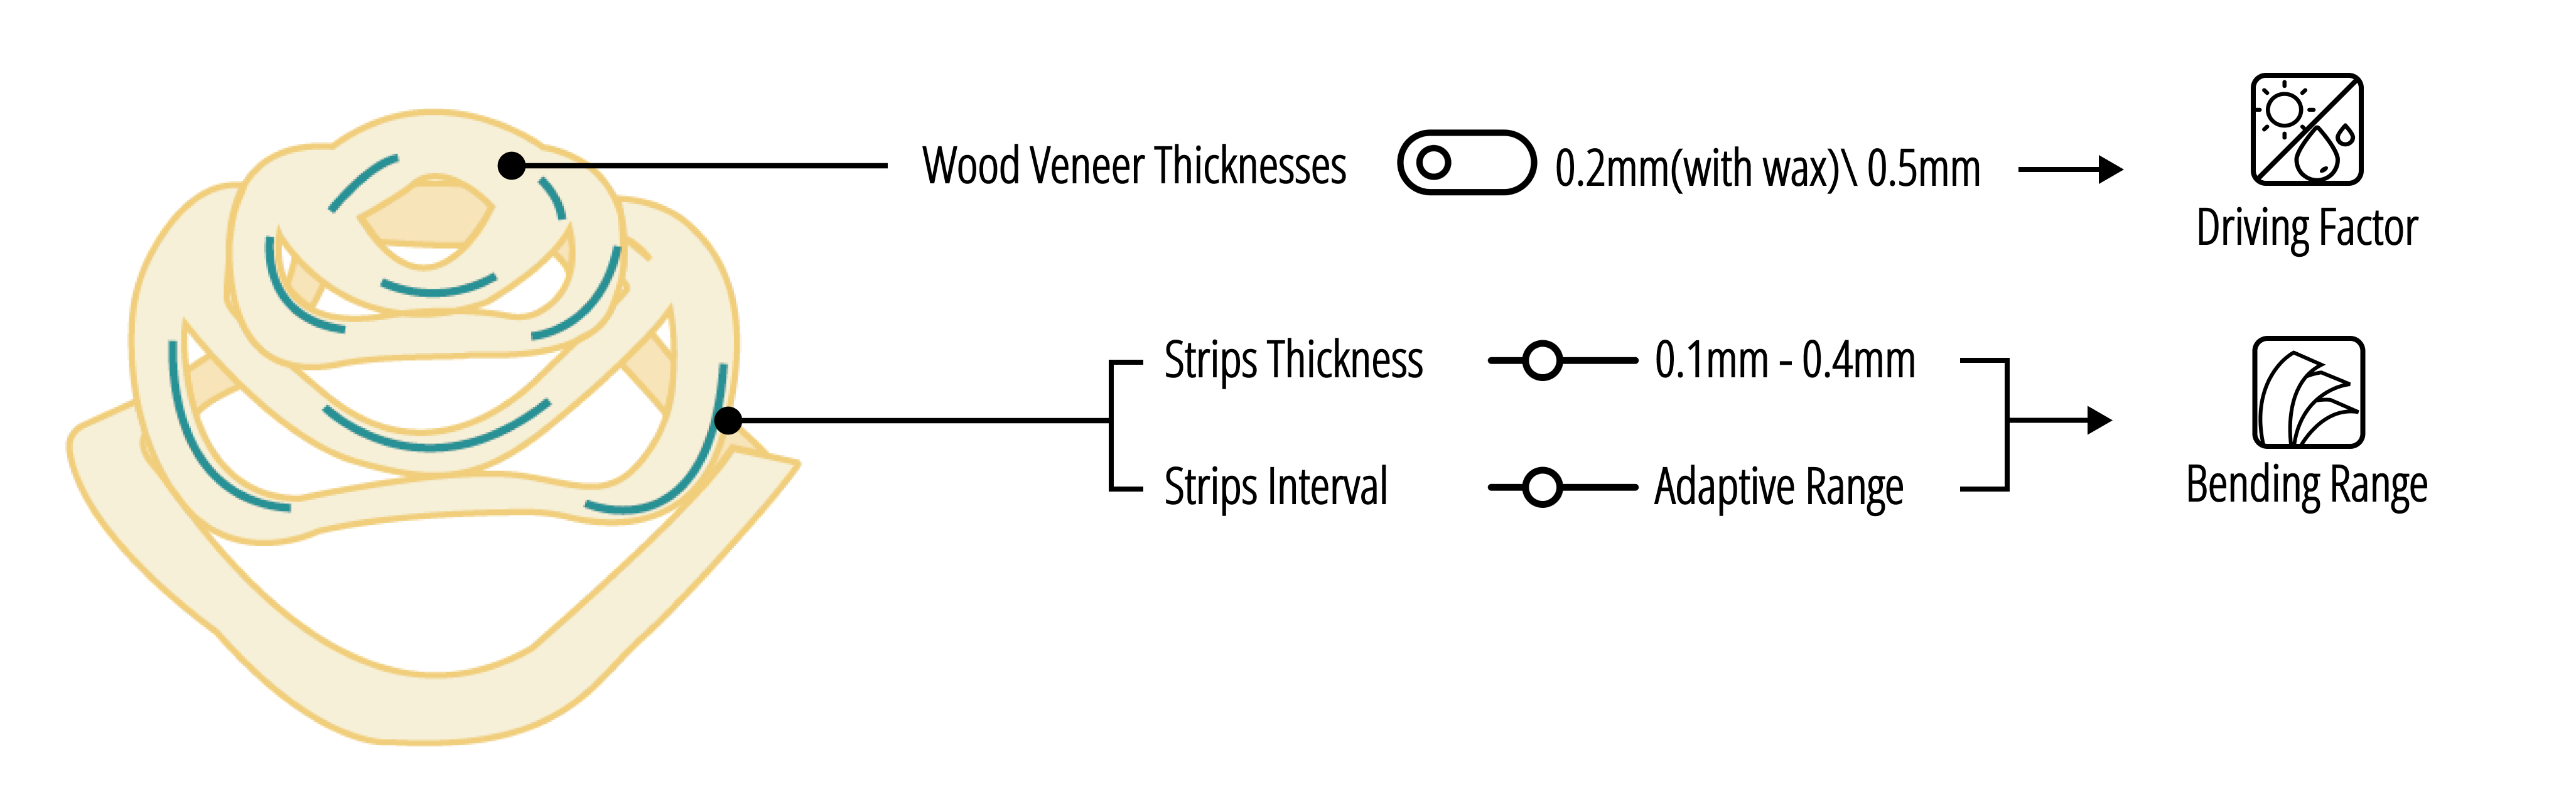 Wood Veneer Thicknesses 0.2mm(with wax)\ 0.5mm
Driving Factor
Strips Thickness 0.1mm - 0.4mm
Strips Interval Adaptive Range
Bending Range